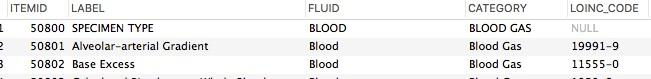 ITEMID LABEL FLUID CATEGORY LOINC_CODE
50800 SPECIMEN TYPE BLOOD BLOOD GAS NULL
2 50801 Alveolar-arterial Gradient Blood Blood Gas 19991-9
3 50802 Base Excess Blood Blood Gas 11555-0